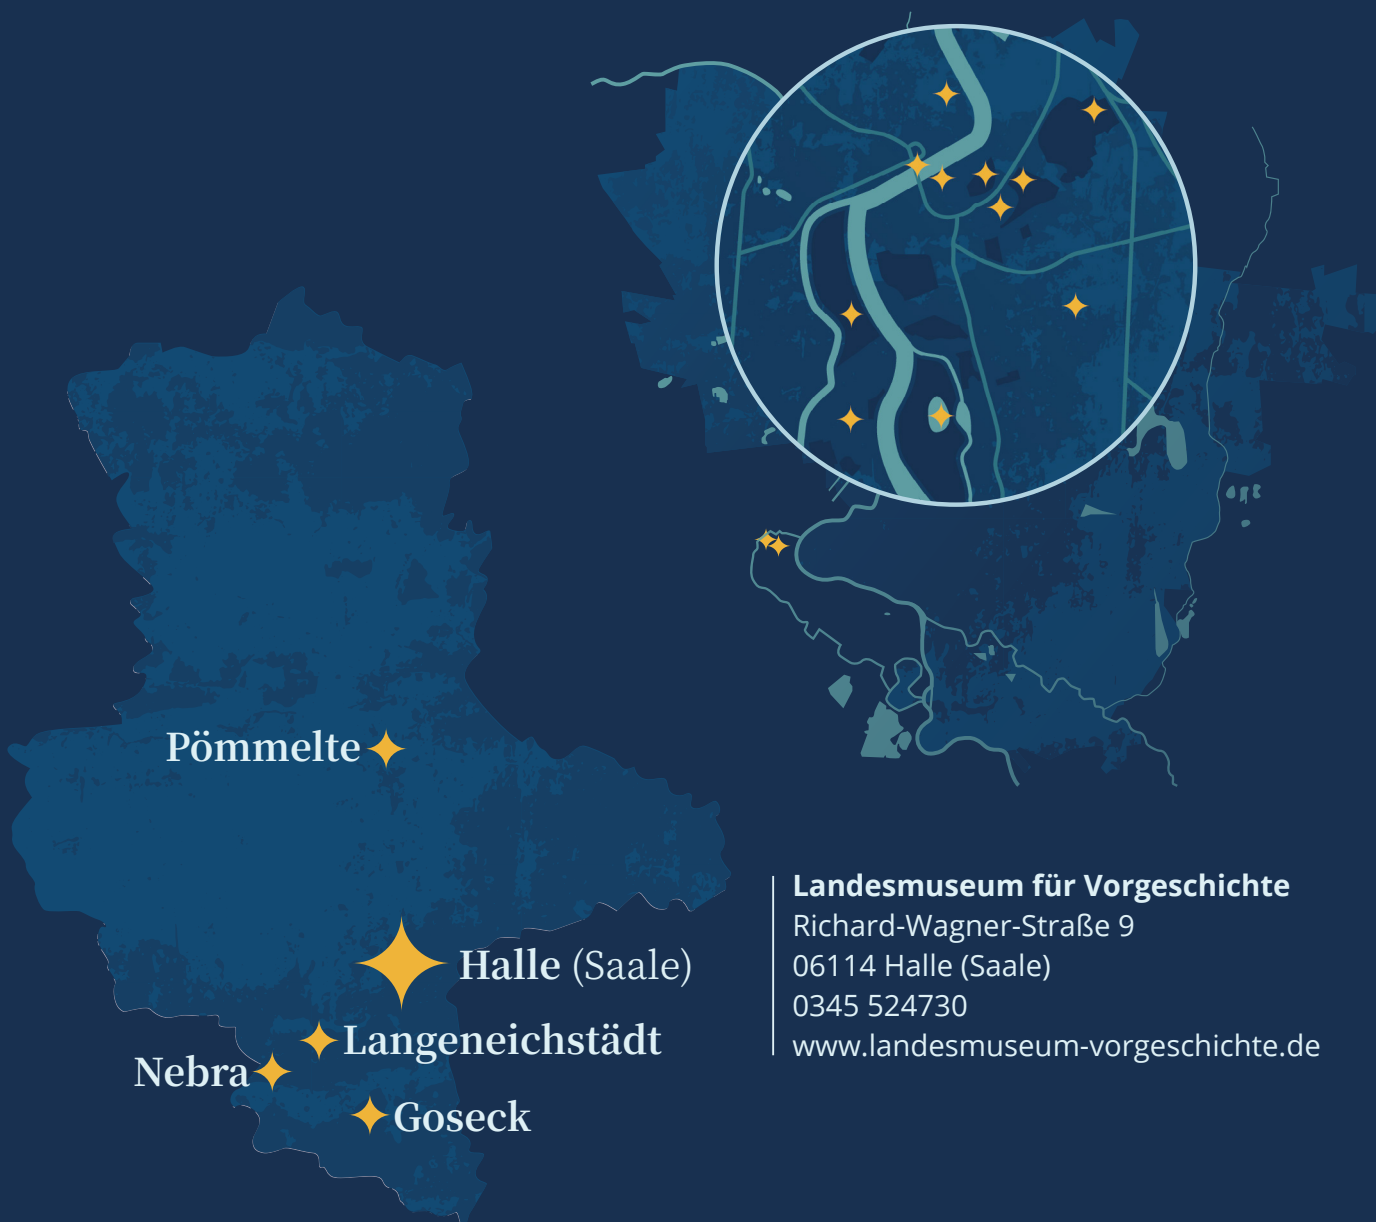 Pömmelte
Halle (Saale)
Langeneichstädt
Nebra
Goseck
Landesmuseum für Vorgeschichte
Richard-Wagner-Straße 9
06114 Halle (Saale)
0345 524730
www.landesmuseum-vorgeschichte.de